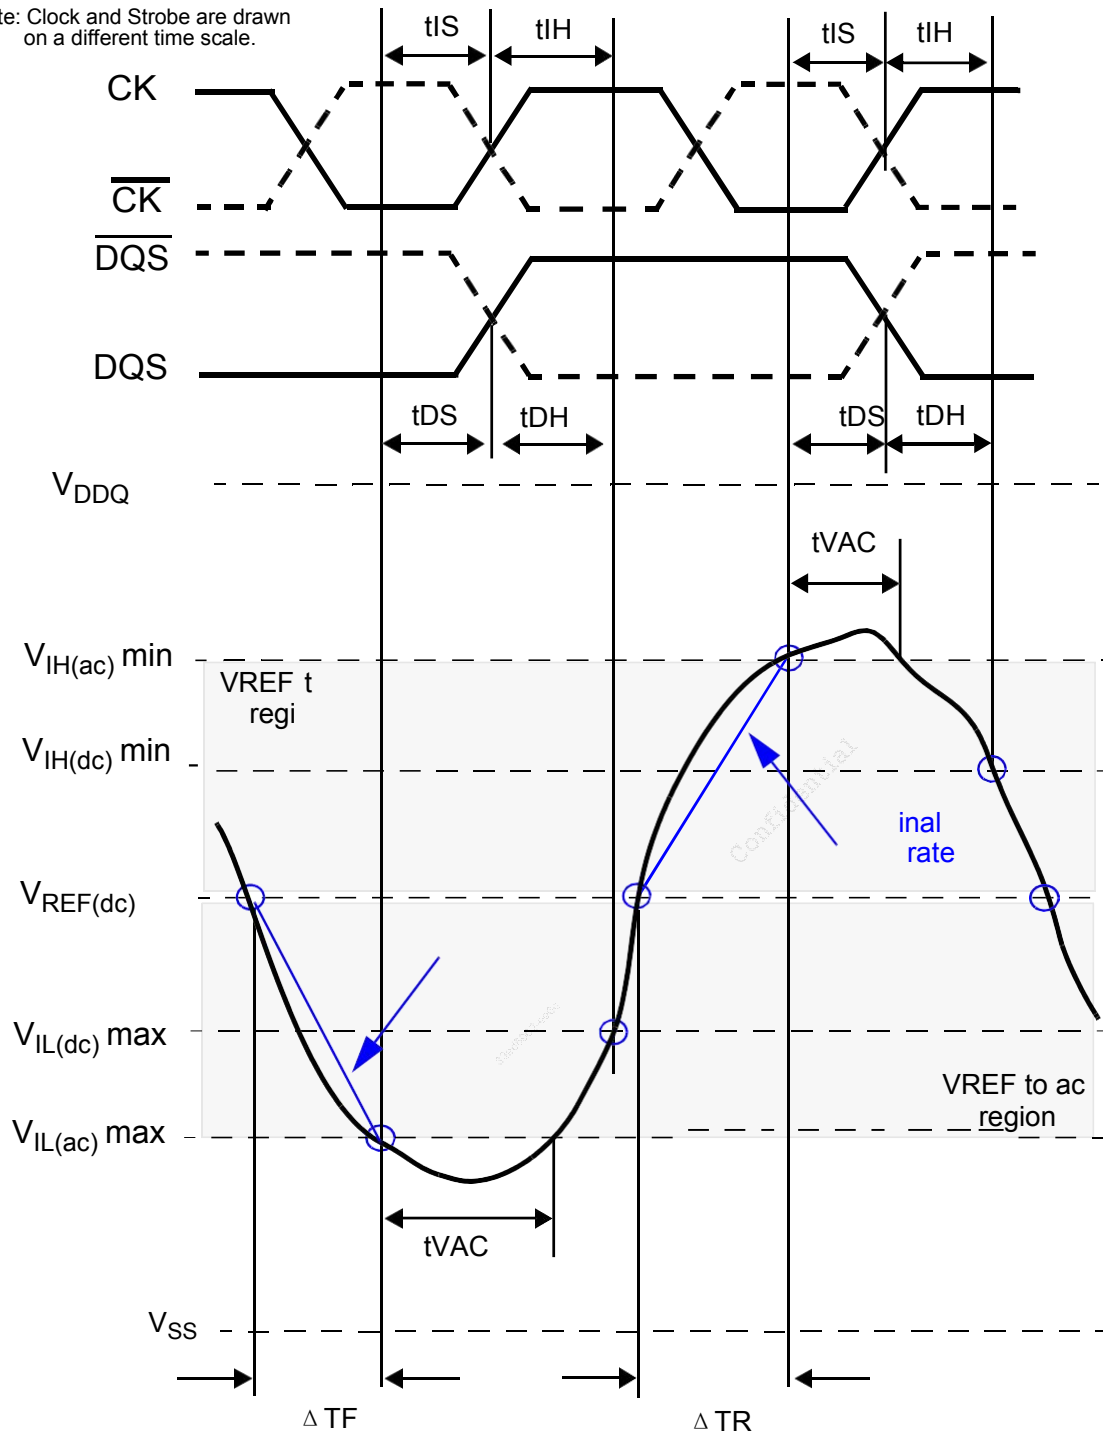 te: Clock and Strobe are drawn
on a different time scale.
tIS tIH tIS tIH
CK
CK
DQS
DQS
tDS tDH tDS tDH
VDDQ
tVAC
VIH(ac) min
VREF t
regi
VIH(dc) min
Confidential
inal
rate
VREF(dc)
VIL(dc) max
VREF to ac
region
VIL(ac) max
tVAC
VSS
Δ TF Δ TR